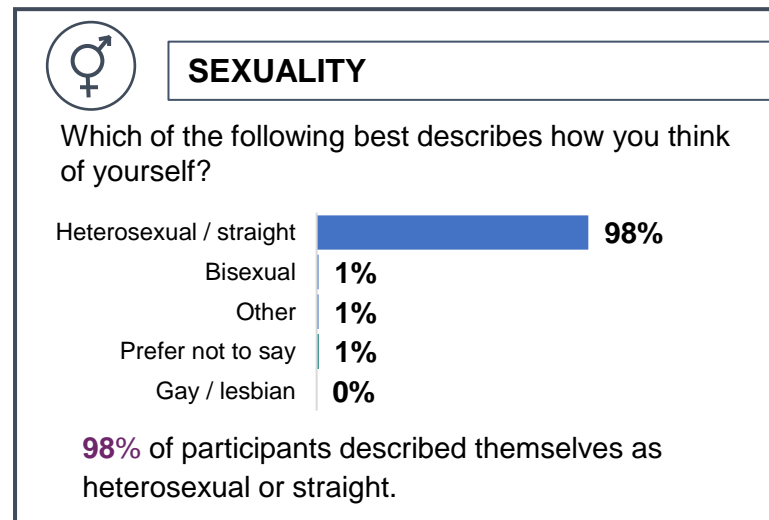 SEXUALITY
Which of the following best describes how you think
of yourself?
Heterosexual / straight 98%
Bisexual 1%
Other 1%
Prefer not to say 1%
Gay / lesbian 0%
98% of participants described themselves as
heterosexual or straight.